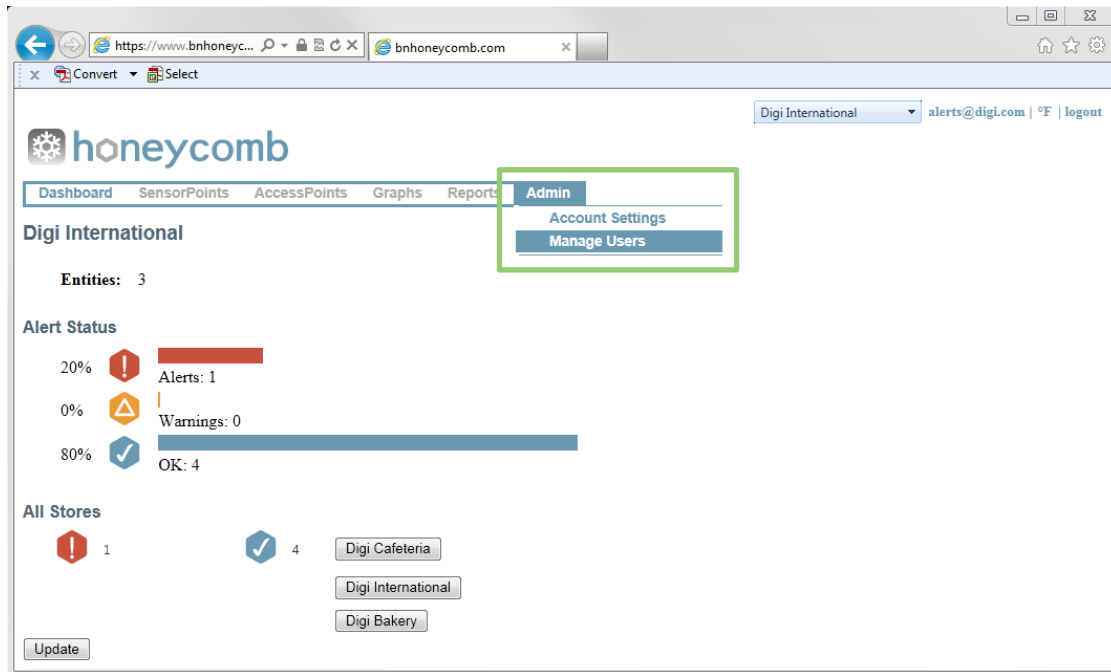 https://www.bnhoneyc...
bnhoneycomb.com
x Convert Select
Digi International alerts@digi.com | °F | logout
honeycomb
Dashboard SensorPoints AccessPoints Graphs Reports Admin
Account Settings
Manage Users
Digi International
Entities: 3
Alert Status
20%
Alerts: 1
0%
Warnings: 0
80%
OK: 4
All Stores
1 4 Digi Cafeteria
Digi International
Digi Bakery
Update